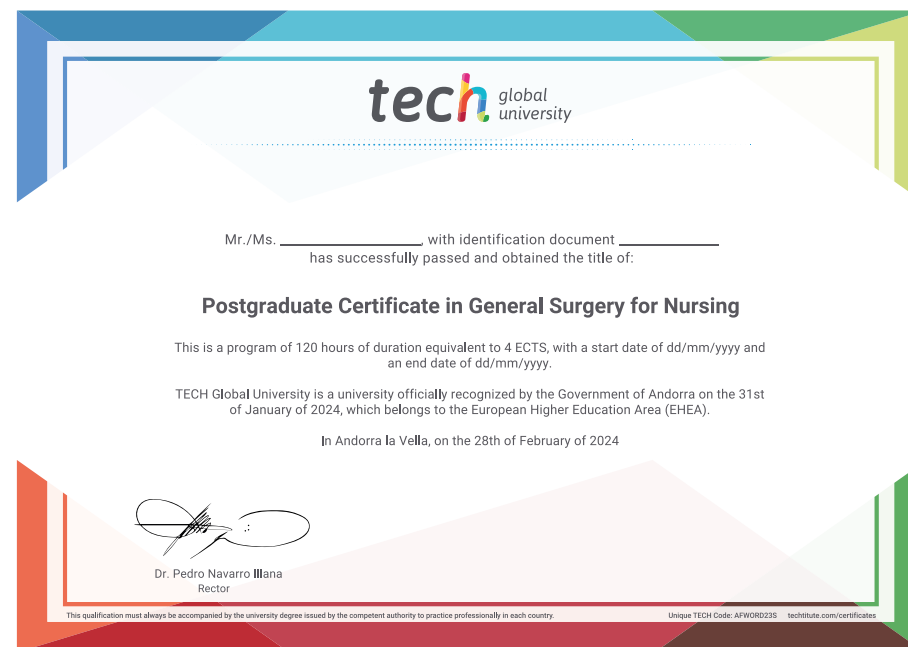 tech global
university
Mr./Ms. ____________________, with identification document ______________
has successfully passed and obtained the title of:
Postgraduate Certificate in General Surgery for Nursing
This is a program of 120 hours of duration equivalent to 4 ECTS, with a start date of dd/mm/yyyy and
an end date of dd/mm/yyyy.
TECH Global University is a university officially recognized by the Government of Andorra on the 31st
of January of 2024, which belongs to the European Higher Education Area (EHEA).
In Andorra la Vella, on the 28th of February of 2024
Dr. Pedro Navarro Illana
Rector
This qualification must always be accompanied by the university degree issued by the competent authority to practice professionally in each country. Unique TECH Code: AFWORD23S techtitute.com/certificates